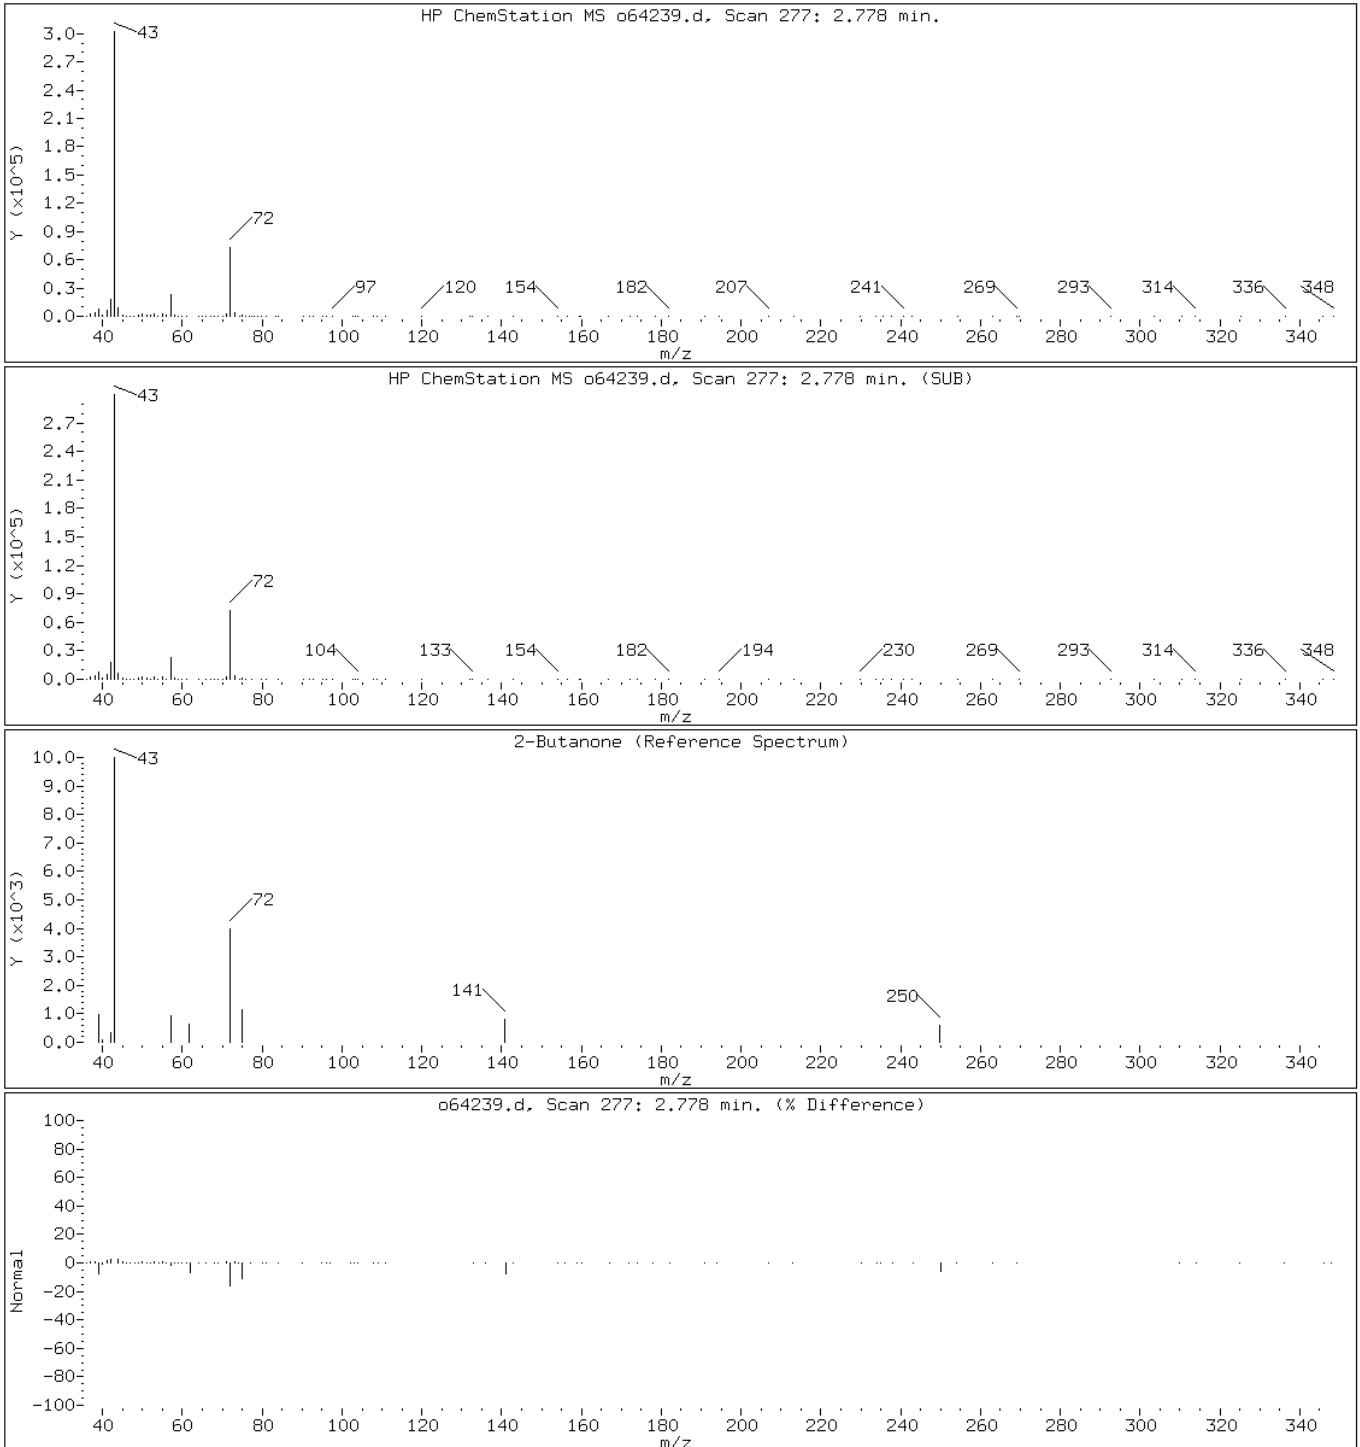 HP ChemStation MS o64239.d, Scan 277: 2.778 min.
3.0
2.7
2.4
2.1
1.8
1.5
1.2
0.9
0.6
0.3
0.0
Y (x10^5)
43
72
97 120 154 182 207 241 269 293 314 336 348
40 60 80 100 120 140 160 180 200 220 240 260 280 300 320 340
m/z
HP ChemStation MS o64239.d, Scan 277: 2.778 min. (SUB)
2.7
2.4
2.1
1.8
1.5
1.2
0.9
0.6
0.3
0.0
Y (x10^5)
43
72
104 133 154 182 194 230 269 293 314 336 348
40 60 80 100 120 140 160 180 200 220 240 260 280 300 320 340
m/z
2-Butanone (Reference Spectrum)
10.0
9.0
8.0
7.0
6.0
5.0
4.0
3.0
2.0
1.0
0.0
Y (x10^3)
43
72
141
250
40 60 80 100 120 140 160 180 200 220 240 260 280 300 320 340
m/z
o64239.d, Scan 277: 2.778 min. (% Difference)
100
80
60
40
20
0
-20
-40
-60
-80
-100
Normal
40 60 80 100 120 140 160 180 200 220 240 260 280 300 320 340
m/z